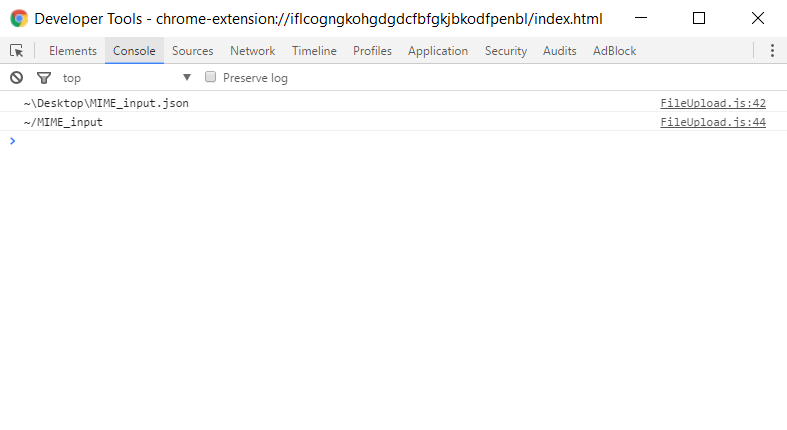 Developer Tools - chrome-extension://iflcogngkohgdgdcfbfgkjbkodfpenbl/index.html
Elements Console Sources Network Timeline Profiles Application Security Audits AdBlock
top Preserve log
~\Desktop\MIME_input.json FileUpload.js:42
~/MIME_input FileUpload.js:44